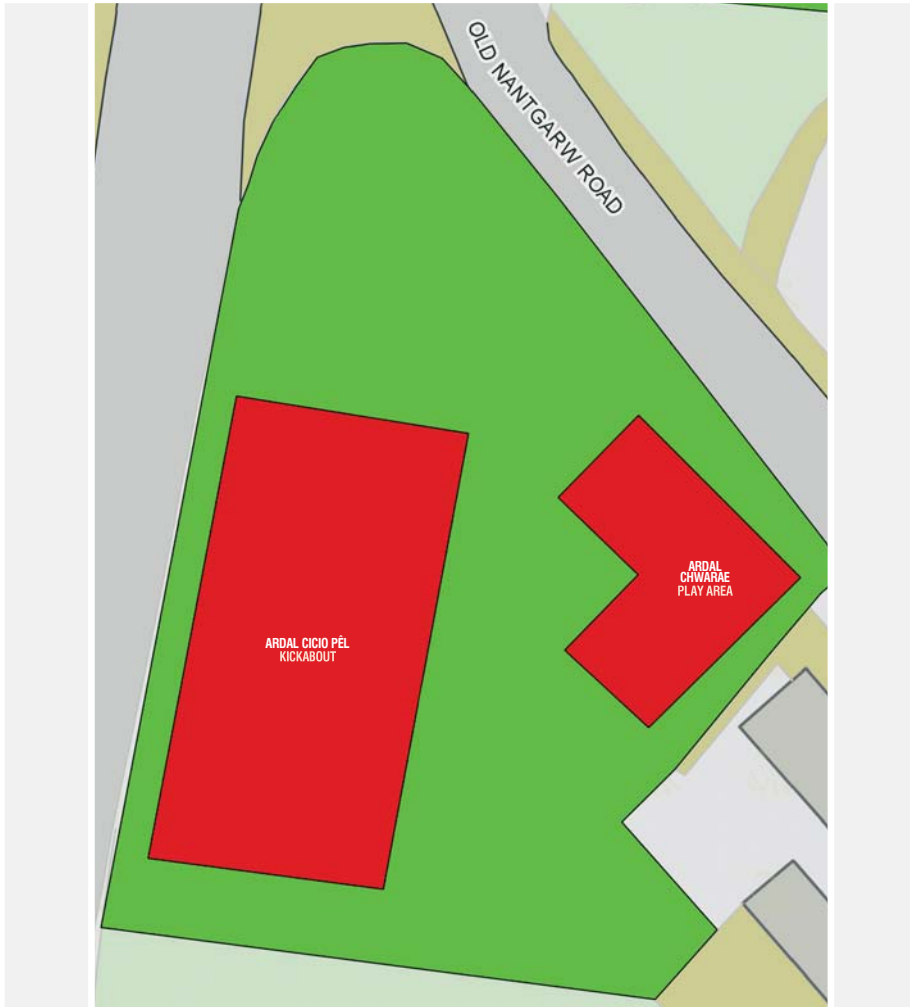 OLD NANTGARW ROAD
ARDAL
CHWARAE
PLAY AREA
ARDAL CICIO PÊL
KICKABOUT